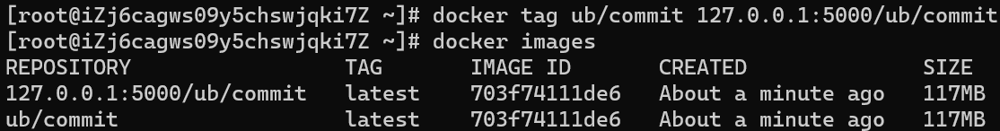 [root@iZj6cagws09y5chswjqki7Z ~]# docker tag ub/commit 127.0.0.1:5000/ub/commit
[root@iZj6cagws09y5chswjqki7Z ~]# docker images
REPOSITORY TAG IMAGE ID CREATED SIZE
127.0.0.1:5000/ub/commit latest 703f74111de6 About a minute ago 117MB
ub/commit latest 703f74111de6 About a minute ago 117MB